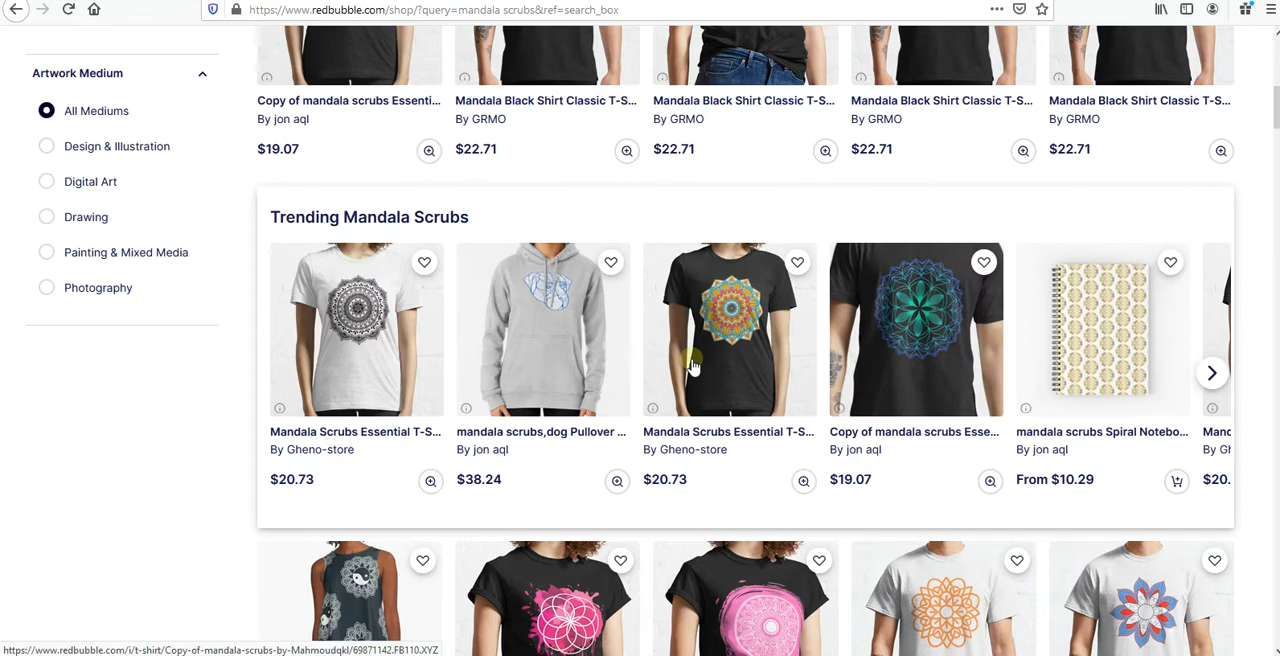 https://www.redbubble.com/shop/?query=mandala scrubs&ref=search_box
Artwork Medium
All Mediums
Design & Illustration
Digital Art
Drawing
Painting & Mixed Media
Photography
Copy of mandala scrubs Essenti...
By jon aql
$19.07
Mandala Black Shirt Classic T-S...
By GRMO
$22.71
Mandala Black Shirt Classic T-S...
By GRMO
$22.71
Mandala Black Shirt Classic T-S...
By GRMO
$22.71
Mandala Black Shirt Classic T-S...
By GRMO
$22.71
Trending Mandala Scrubs
Mandala Scrubs Essential T-S...
By Gheno-store
$20.73
mandala scrubs,dog Pullover ...
By jon aql
$38.24
Mandala Scrubs Essential T-S...
By Gheno-store
$20.73
Copy of mandala scrubs Esse...
By jon aql
$19.07
mandala scrubs Spiral Notebo...
By jon aql
From $10.29
Mand
By Gh
$20.
https://www.redbubble.com/i/t-shirt/Copy-of-mandala-scrubs-by-Mahmoudqkl/69871142.FB110.XYZ